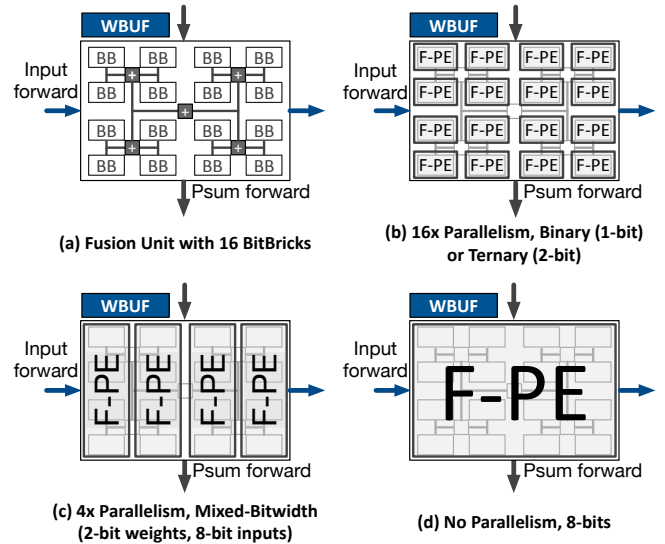 WBUF
BB BB BB BB
+ +
BB BB BB BB
Input
forward
+
BB BB BB BB
+ +
BB BB BB BB
Psum forward
(a) Fusion Unit with 16 BitBricks
WBUF
F-PE F-PE F-PE F-PE
Input
forward
F-PE F-PE F-PE F-PE
F-PE F-PE F-PE F-PE
F-PE F-PE F-PE F-PE
Psum forward
(b) 16x Parallelism, Binary (1-bit)
or Ternary (2-bit)
WBUF
Input
forward
F-PE F-PE F-PE F-PE
Psum forward
(c) 4x Parallelism, Mixed-Bitwidth
(2-bit weights, 8-bit inputs)
WBUF
Input
forward
F-PE
Psum forward
(d) No Parallelism, 8-bits